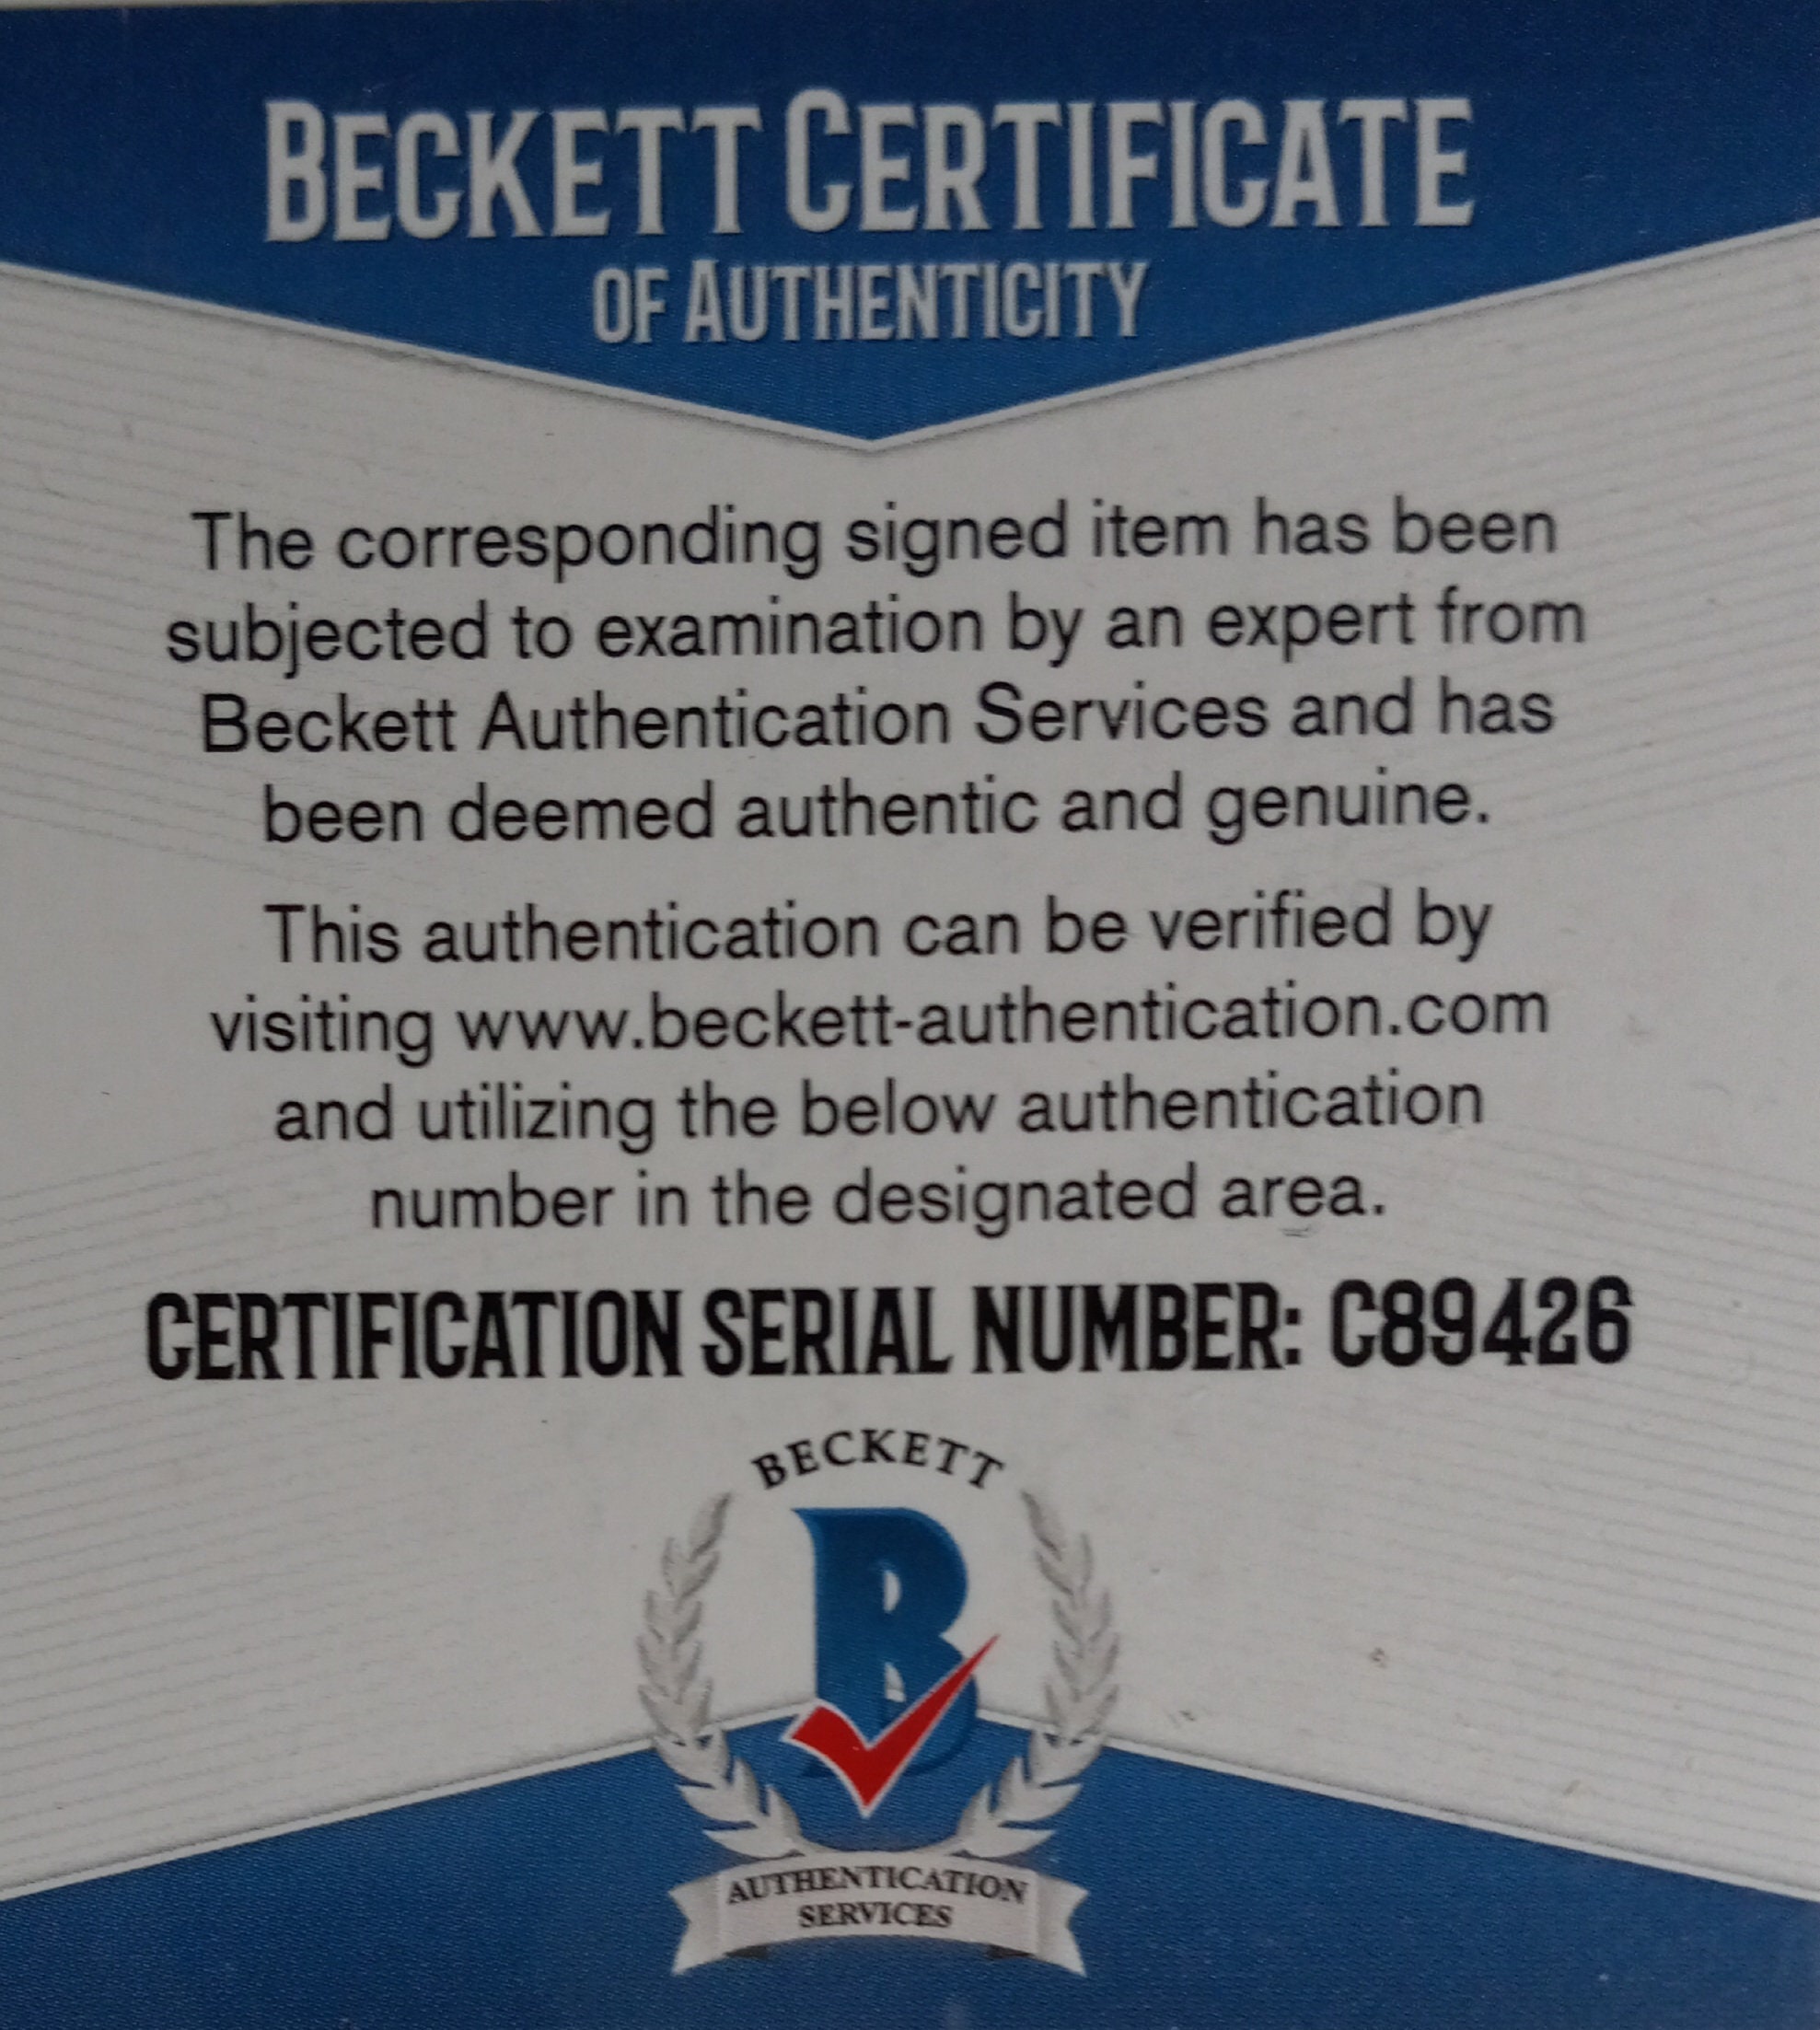 BECKETT CERTIFICATE
OF AUTHENTICITY
The corresponding signed item has been
subjected to examination by an expert from
Beckett Authentication Services and has
been deemed authentic and genuine.
This authentication can be verified by
visiting www.beckett-authentication.com
and utilizing the below authentication
number in the designated area.
CERTIFICATION SERIAL NUMBER: C89426
BECKETT
B
AUTHENTICATION
SERVICES